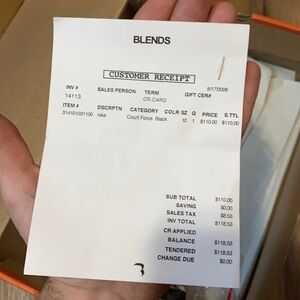 BLENDS
CUSTOMER RECEIPT
INV # SALES PERSON TERM 8/17/2006
14113 CR.CARD GIFT CER#
ITEM # DSCRPTN CATEGORY COLR SZ Q PRICE S.TTL
314191031100 nike Court Force Black 10 1 $110.00 $110.00
SUB TOTAL $110.00
SAVING $0.00
SALES TAX $8.53
INV TOTAL $118.53
CR APPLIED
BALANCE $118.53
TENDERED $118.53
CHANGE DUE $0.00